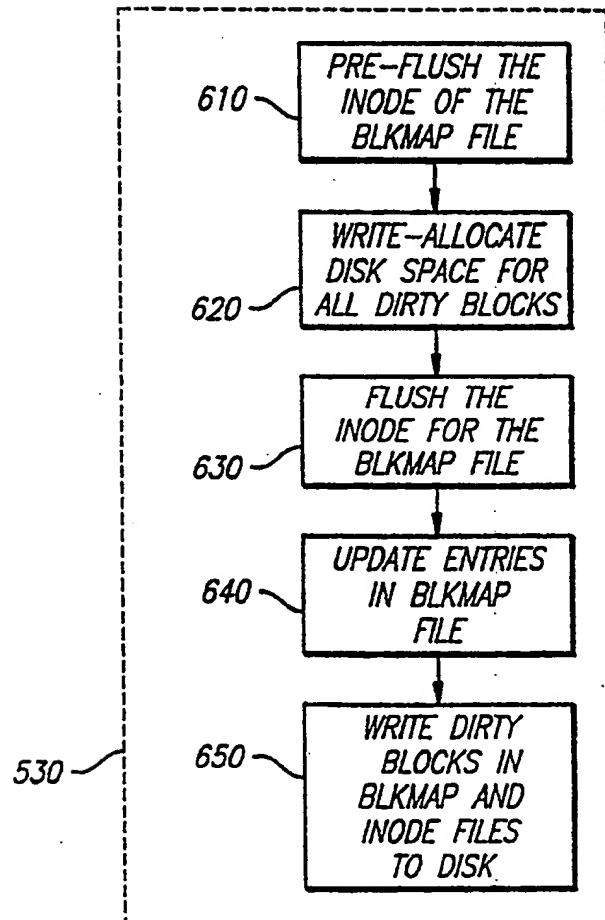 610
PRE-FLUSH THE
INODE OF THE
BLKMAP FILE
620
WRITE-ALLOCATE
DISK SPACE FOR
ALL DIRTY BLOCKS
630
FLUSH THE
INODE FOR THE
BLKMAP FILE
640
UPDATE ENTRIES
IN BLKMAP
FILE
530
650
WRITE DIRTY
BLOCKS IN
BLKMAP AND
INODE FILES
TO DISK